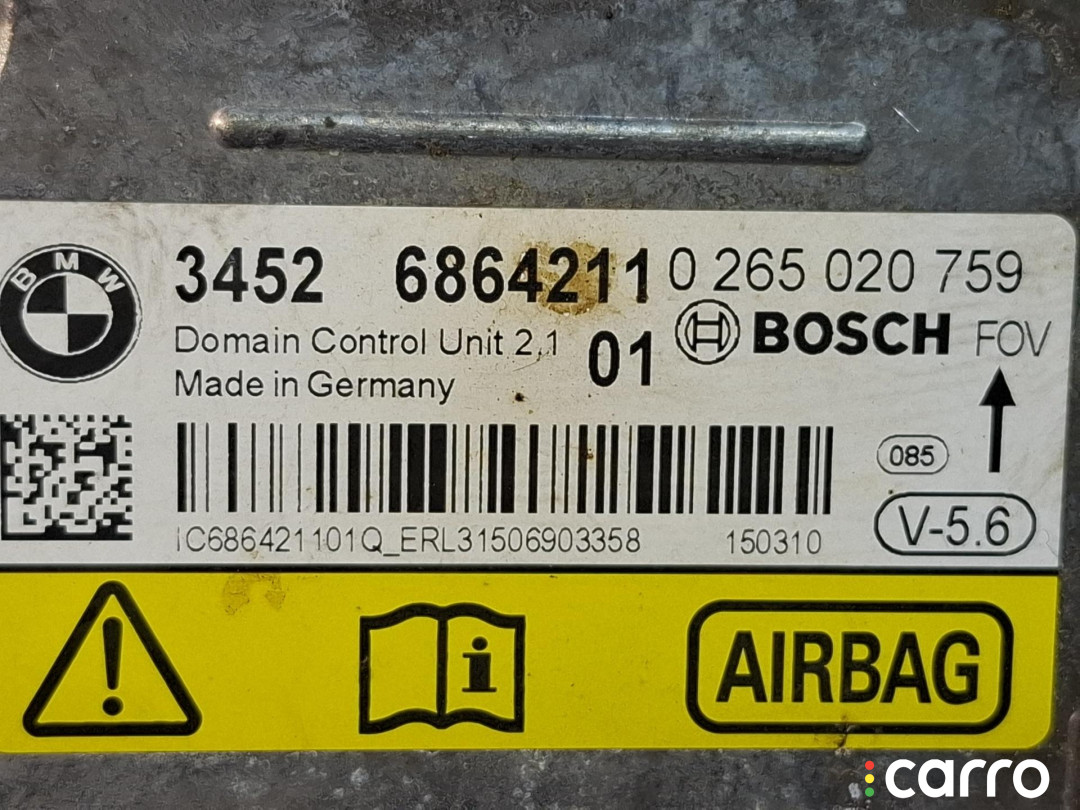 BMW
3452 6864211 0 265 020 759
Domain Control Unit 2.1 01 BOSCH FOV
Made in Germany
085
V-5.6
IC686421101Q_ERL31506903358 150310
i
AIRBAG
carro